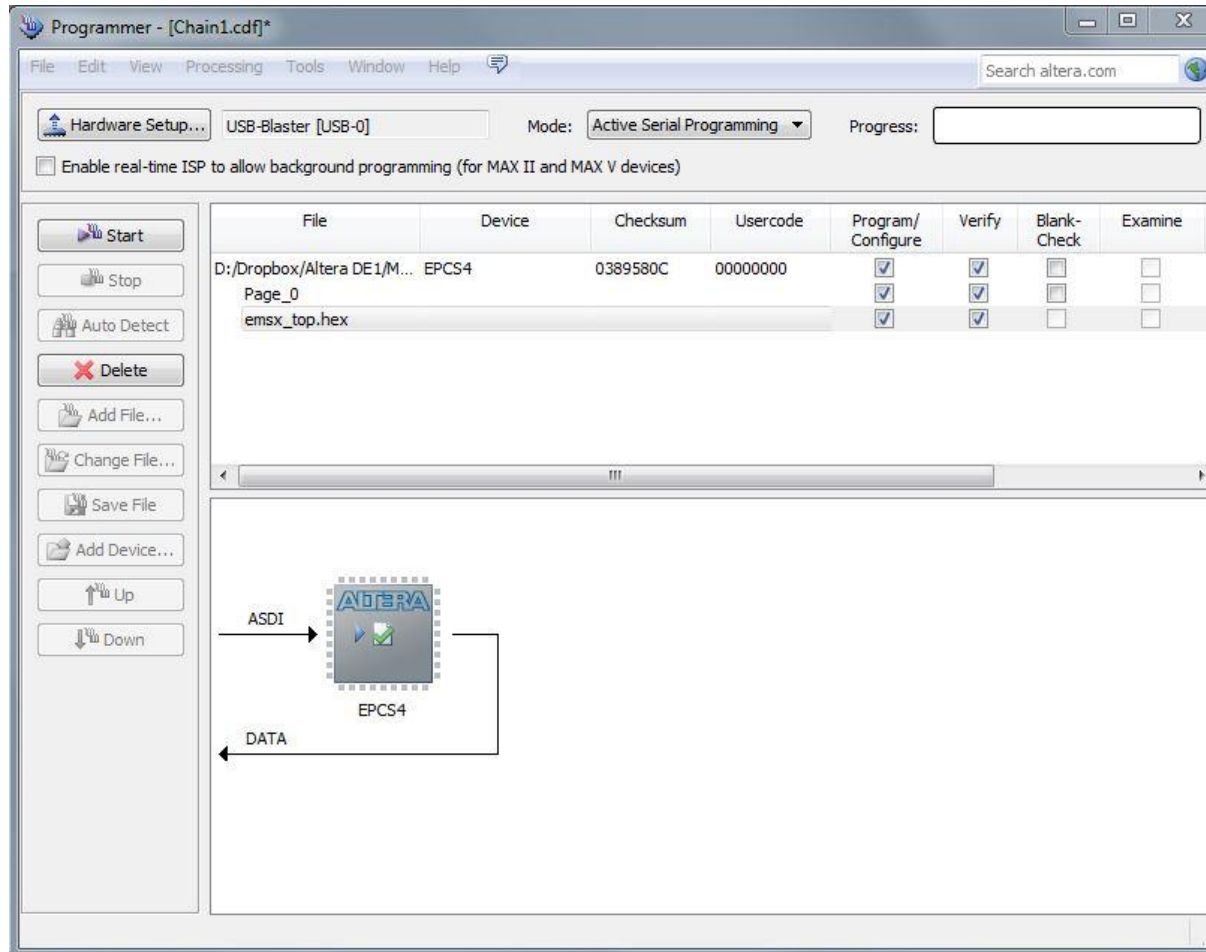 Programmer - [Chain1.cdf]*
File Edit View Processing Tools Window Help
Search altera.com
Hardware Setup... USB-Blaster [USB-0] Mode: Active Serial Programming Progress:
Enable real-time ISP to allow background programming (for MAX II and MAX V devices)
File Device Checksum Usercode Program/ Verify Blank- Examine
Configure Check
D:/Dropbox/Altera DE1/M... EPCS4 0389580C 00000000
Page_0
emsx_top.hex
Start
Stop
Auto Detect
Delete
Add File...
Change File...
Save File
Add Device...
Up
Down
ASDI
ALTERA
EPCS4
DATA